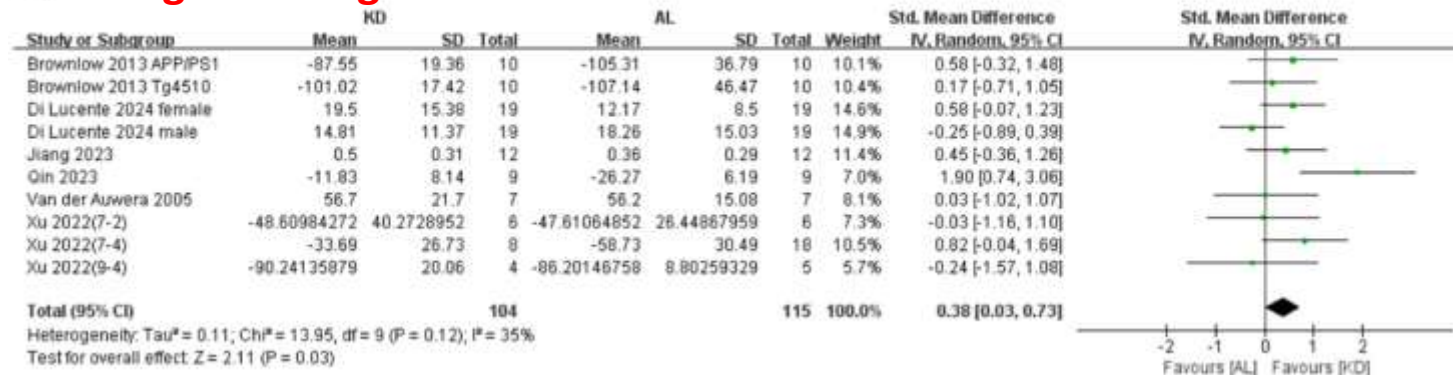 KD AL Std. Mean Difference Std. Mean Difference
Study or Subgroup Mean SD Total Mean SD Total Weight IV, Random, 95% CI IV, Random, 95% CI
Brownlow 2013 APP/PS1 -87.55 19.36 10 -105.31 36.79 10 10.1% 0.58 [-0.32, 1.48]
Brownlow 2013 Tg4510 -101.02 17.42 10 -107.14 46.47 10 10.4% 0.17 [-0.71, 1.05]
Di Lucente 2024 female 19.5 15.38 19 12.17 8.5 19 14.6% 0.58 [-0.07, 1.23]
Di Lucente 2024 male 14.81 11.37 19 18.26 15.03 19 14.9% -0.25 [-0.89, 0.39]
Jiang 2023 0.5 0.31 12 0.36 0.29 12 11.4% 0.45 [-0.36, 1.26]
Qin 2023 -11.83 8.14 9 -26.27 6.19 9 7.0% 1.90 [0.74, 3.06]
Van der Auwera 2005 56.7 21.7 7 56.2 15.08 7 8.1% 0.03 [-1.02, 1.07]
Xu 2022(7-2) -48.60984272 40.2728952 6 -47.61064852 26.44867959 6 7.3% -0.03 [-1.16, 1.10]
Xu 2022(7-4) -33.69 26.73 8 -58.73 30.49 18 10.5% 0.82 [-0.04, 1.69]
Xu 2022(9-4) -90.24135879 20.06 4 -86.20146758 8.80259329 5 5.7% -0.24 [-1.57, 1.08]
Total (95% CI) 104 115 100.0% 0.38 [0.03, 0.73]
Heterogeneity: Tau² = 0.11; Chi² = 13.95, df = 9 (P = 0.12); I² = 35%
Test for overall effect: Z = 2.11 (P = 0.03)
-2 -1 0 1 2
Favours [AL] Favours [KD]